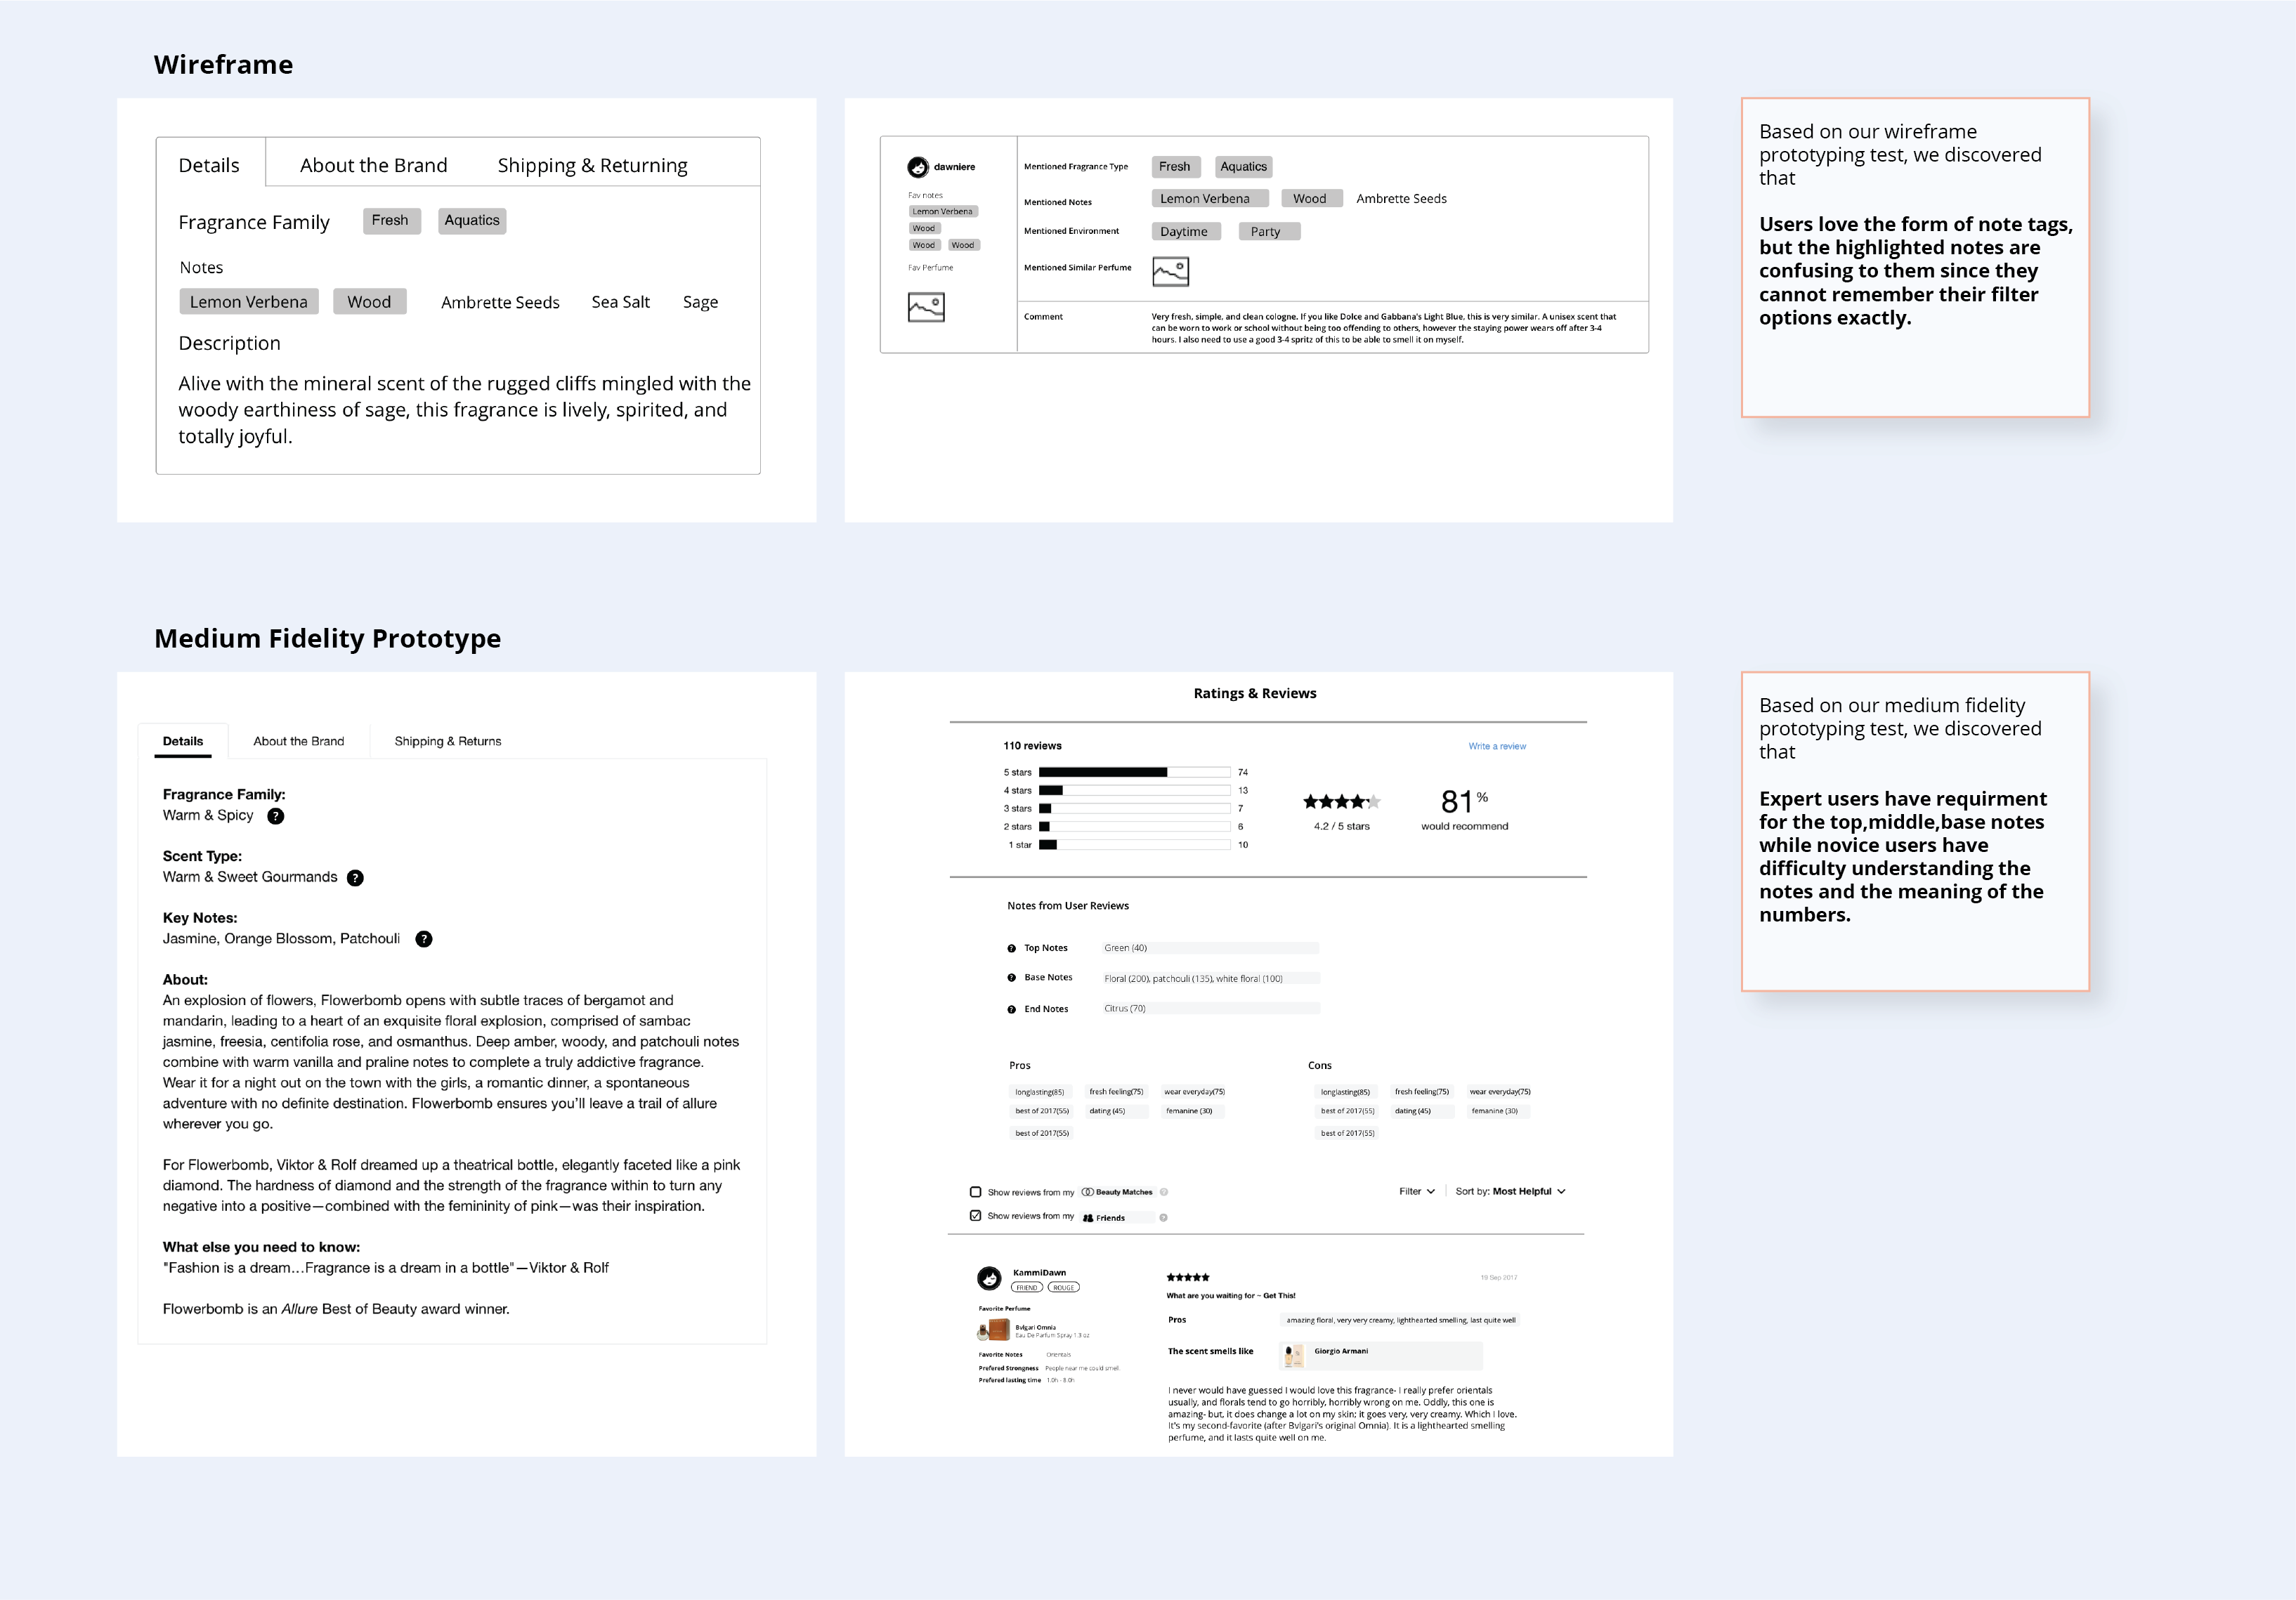 Wireframe
Details
About the Brand
Shipping & Returning
Fragrance Family
Fresh
Aquatics
Notes
Lemon Verbena
Wood
Ambrette Seeds
Sea Salt
Sage
Description
Alive with the mineral scent of the rugged cliffs mingled with the
woody earthiness of sage, this fragrance is lively, spirited, and
totally joyful.
dawniere
Fav notes
Lemon Verbena
Wood
Wood
Wood
Fav Perfume
Mentioned Fragrance Type
Fresh
Aquatics
Mentioned Notes
Lemon Verbena
Wood
Ambrette Seeds
Mentioned Environment
Daytime
Party
Mentioned Similar Perfume
Comment
Very fresh, simple, and clean cologne. If you like Dolce and Gabbana's Light Blue, this is very similar. A unisex scent that
can be worn to work or school without being too offending to others, however the staying power wears off after 3-4
hours. I also need to use a good 3-4 spritz of this to be able to smell it on myself.
Based on our wireframe
prototyping test, we discovered
that
Users love the form of note tags,
but the highlighted notes are
confusing to them since they
cannot remember their filter
options exactly.
Medium Fidelity Prototype
Details
About the Brand
Shipping & Returns
Fragrance Family:
Warm & Spicy ?
Scent Type:
Warm & Sweet Gourmands ?
Key Notes:
Jasmine, Orange Blossom, Patchouli ?
About:
An explosion of flowers, Flowerbomb opens with subtle traces of bergamot and
mandarin, leading to a heart of an exquisite floral explosion, comprised of sambac
jasmine, freesia, centifolia rose, and osmanthus. Deep amber, woody, and patchouli notes
combine with warm vanilla and praline notes to complete a truly addictive fragrance.
Wear it for a night out on the town with the girls, a romantic dinner, a spontaneous
adventure with no definite destination. Flowerbomb ensures you'll leave a trail of allure
wherever you go.
For Flowerbomb, Viktor & Rolf dreamed up a theatrical bottle, elegantly faceted like a pink
diamond. The hardness of diamond and the strength of the fragrance within to turn any
negative into a positive—combined with the femininity of pink—was their inspiration.
What else you need to know:
"Fashion is a dream...Fragrance is a dream in a bottle"—Viktor & Rolf
Flowerbomb is an Allure Best of Beauty award winner.
Ratings & Reviews
110 reviews
Write a review
5 stars 74
4 stars 13
3 stars 7
2 stars 6
1 star 10
4.2 / 5 stars
81%
would recommend
Notes from User Reviews
? Top Notes Green (40)
? Base Notes Floral (200), patchouli (135), white floral (100)
? End Notes Citrus (70)
Pros
longlasting(85) fresh feeling(75) wear everyday(75)
best of 2017(55) dating (45) femanine (30)
best of 2017(55)
Cons
longlasting(85) fresh feeling(75) wear everyday(75)
best of 2017(55) dating (45) femanine (30)
best of 2017(55)
Show reviews from my Beauty Matches ?
Show reviews from my Friends ?
Filter
Sort by: Most Helpful
KammiDawn
FRIEND ROUGE
Favorite Perfume
Bvlgari Omnia
Eau De Parfum Spray 1.3 oz
Favorite Notes Orientals
Prefered Strongness People near me could smell
Prefered lasting time 1.0h - 8.0h
19 Sep 2017
What are you waiting for ~ Get This!
Pros
amazing floral, very very creamy, lighthearted smelling, last quite well
The scent smells like
Giorgio Armani
I never would have guessed I would love this fragrance- I really prefer orientals
usually, and florals tend to go horribly, horribly wrong on me. Oddly, this one is
amazing- but, it does change a lot on my skin; it goes very, very creamy. Which I love.
It's my second-favorite (after Bvlgari's original Omnia). It is a lighthearted smelling
perfume, and it lasts quite well on me.
Based on our medium fidelity
prototyping test, we discovered
that
Expert users have requirment
for the top,middle,base notes
while novice users have
difficulty understanding the
notes and the meaning of the
numbers.